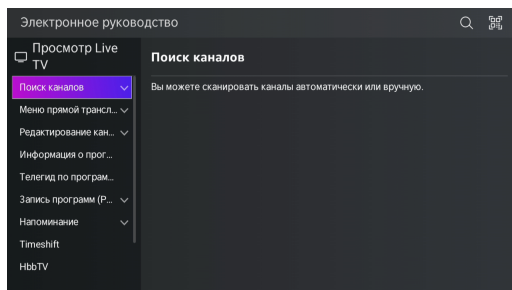 Электронное руководство
Просмотр Live
TV
Поиск каналов
Меню прямой трансл...
Редактирование кан...
Информация о прог...
Телегид по програм...
Запись программ (P...
Напоминание
Timeshift
HbbTV
Поиск каналов
Вы можете сканировать каналы автоматически или вручную.